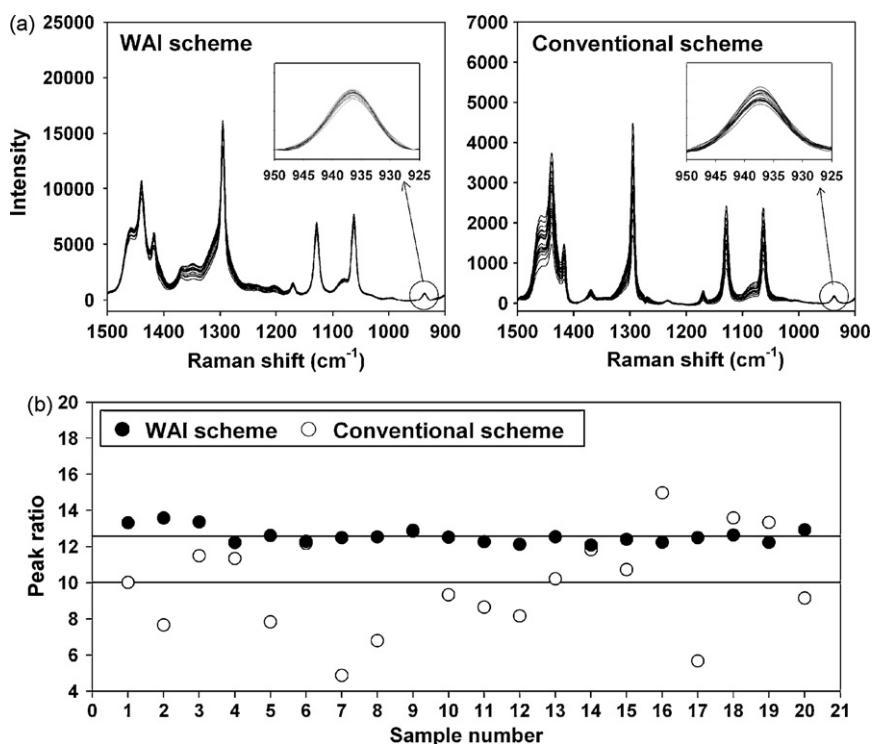 (a)
WAI scheme
Conventional scheme
Intensity
25000
20000
15000
10000
5000
0
950 945 940 935 930 925
1500 1400 1300 1200 1100 1000 900
Raman shift (cm-1)
7000
6000
5000
4000
3000
2000
1000
0
950 945 940 935 930 925
1500 1400 1300 1200 1100 1000 900
Raman shift (cm-1)
(b)
WAI scheme Conventional scheme
Peak ratio
20
18
16
14
12
10
8
6
4
0 1 2 3 4 5 6 7 8 9 10 11 12 13 14 15 16 17 18 19 20 21
Sample number